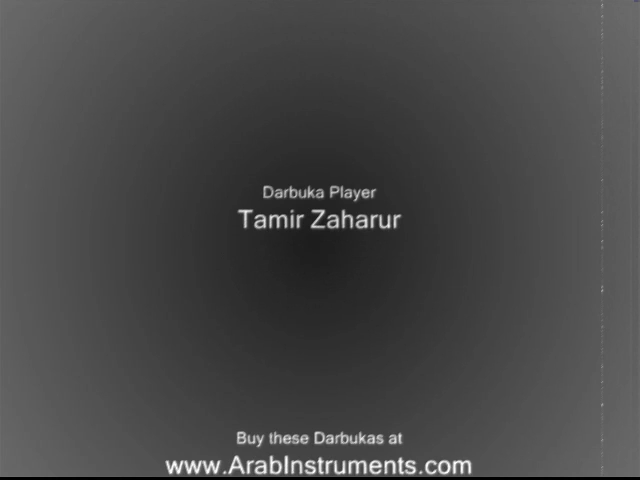 Darbuka Player
Tamir Zaharur
Buy these Darbukas at
www.ArabInstruments.com